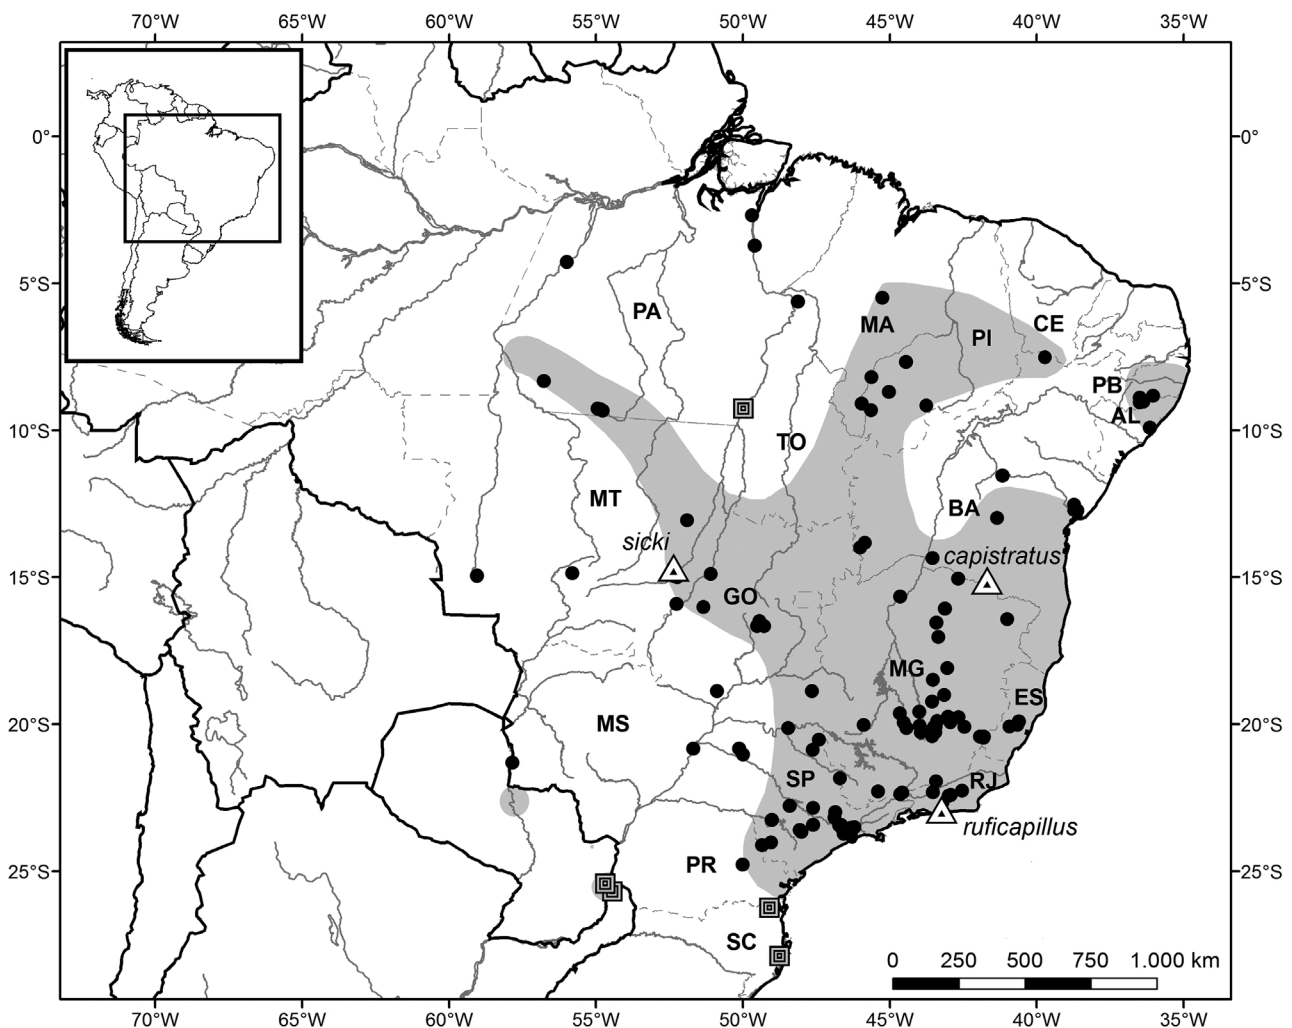 70°W 65°W 60°W 55°W 50°W 45°W 40°W 35°W
0° 0°
5°S 5°S
PA MA PI CE
PB
AL
10°S TO 10°S
MT BA
sicki capistratus
15°S GO 15°S
MG ES
20°S MS 20°S
SP RJ
ruficapillus
25°S PR 25°S
SC
0 250 500 750 1.000 km
70°W 65°W 60°W 55°W 50°W 45°W 40°W 35°W